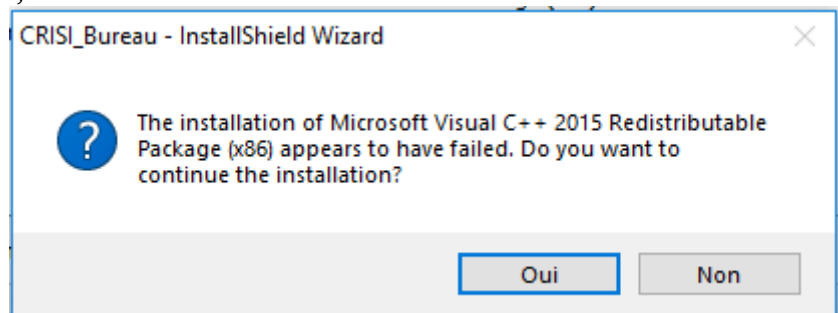 CRISI_Bureau - InstallShield Wizard
The installation of Microsoft Visual C++ 2015 Redistributable
Package (x86) appears to have failed. Do you want to
continue the installation?
Oui
Non